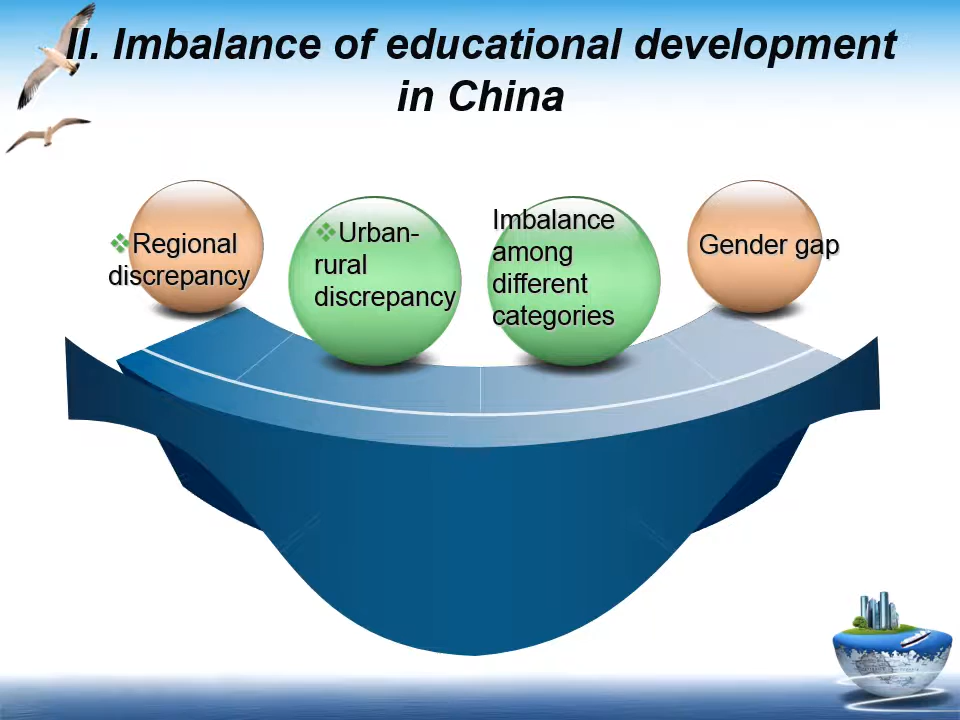 II. Imbalance of educational development
in China
Regional
discrepancy
Urban-
rural
discrepancy
Imbalance
among
different
categories
Gender gap